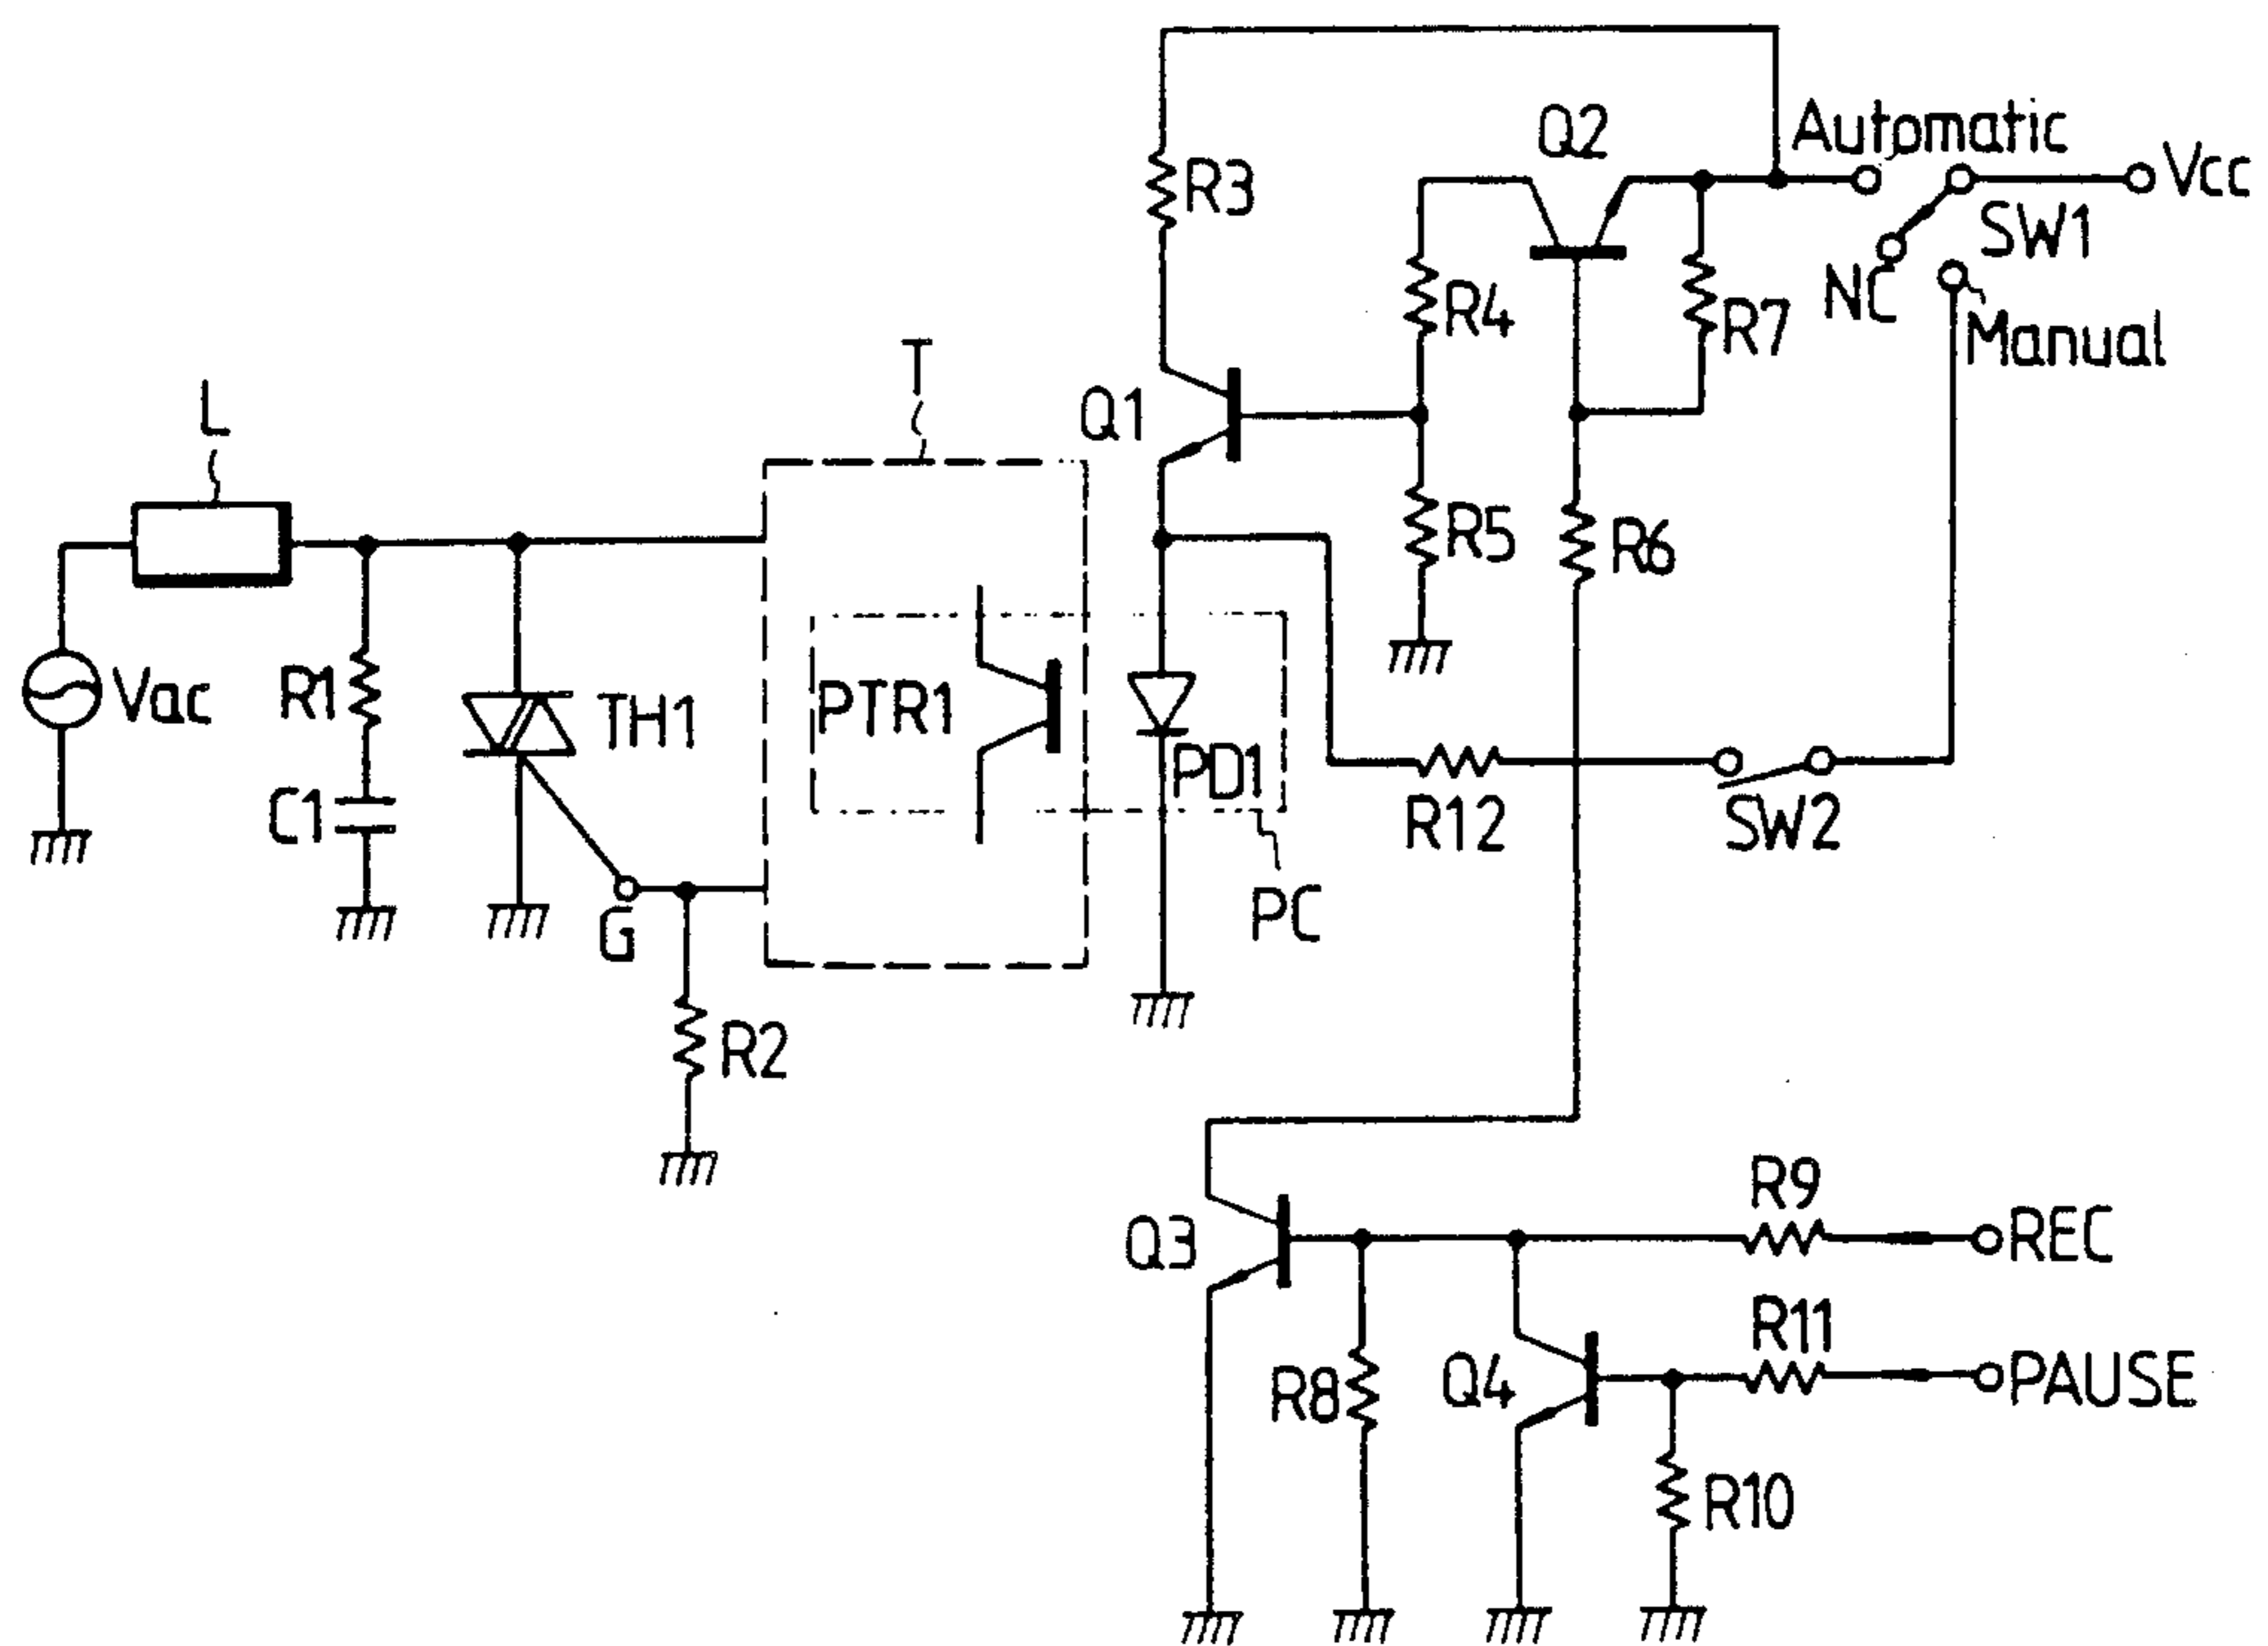 Q2
Automatic
Vcc
R3
SW1
NC
R4
R7
Manual
T
L
Q1
R5
R6
Vac
R1
TH1
PTR1
PD1
C1
R12
SW2
PC
G
R2
R9
Q3
REC
R11
R8
Q4
PAUSE
R10